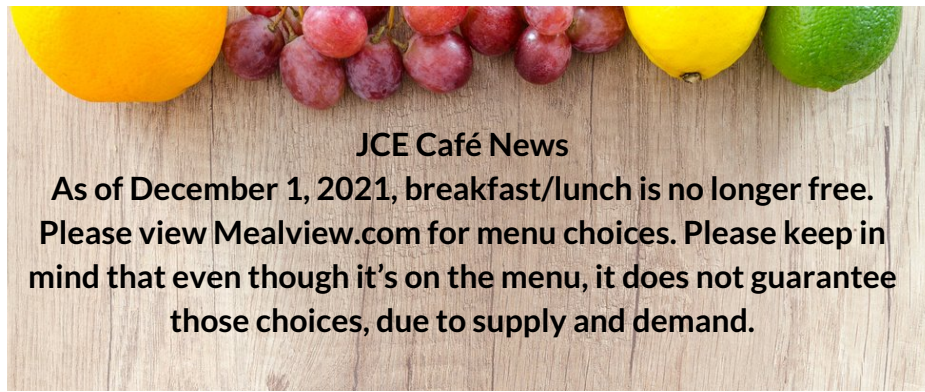 JCE Café News
As of December 1, 2021, breakfast/lunch is no longer free.
Please view Mealview.com for menu choices. Please keep in
mind that even though it’s on the menu, it does not guarantee
those choices, due to supply and demand.